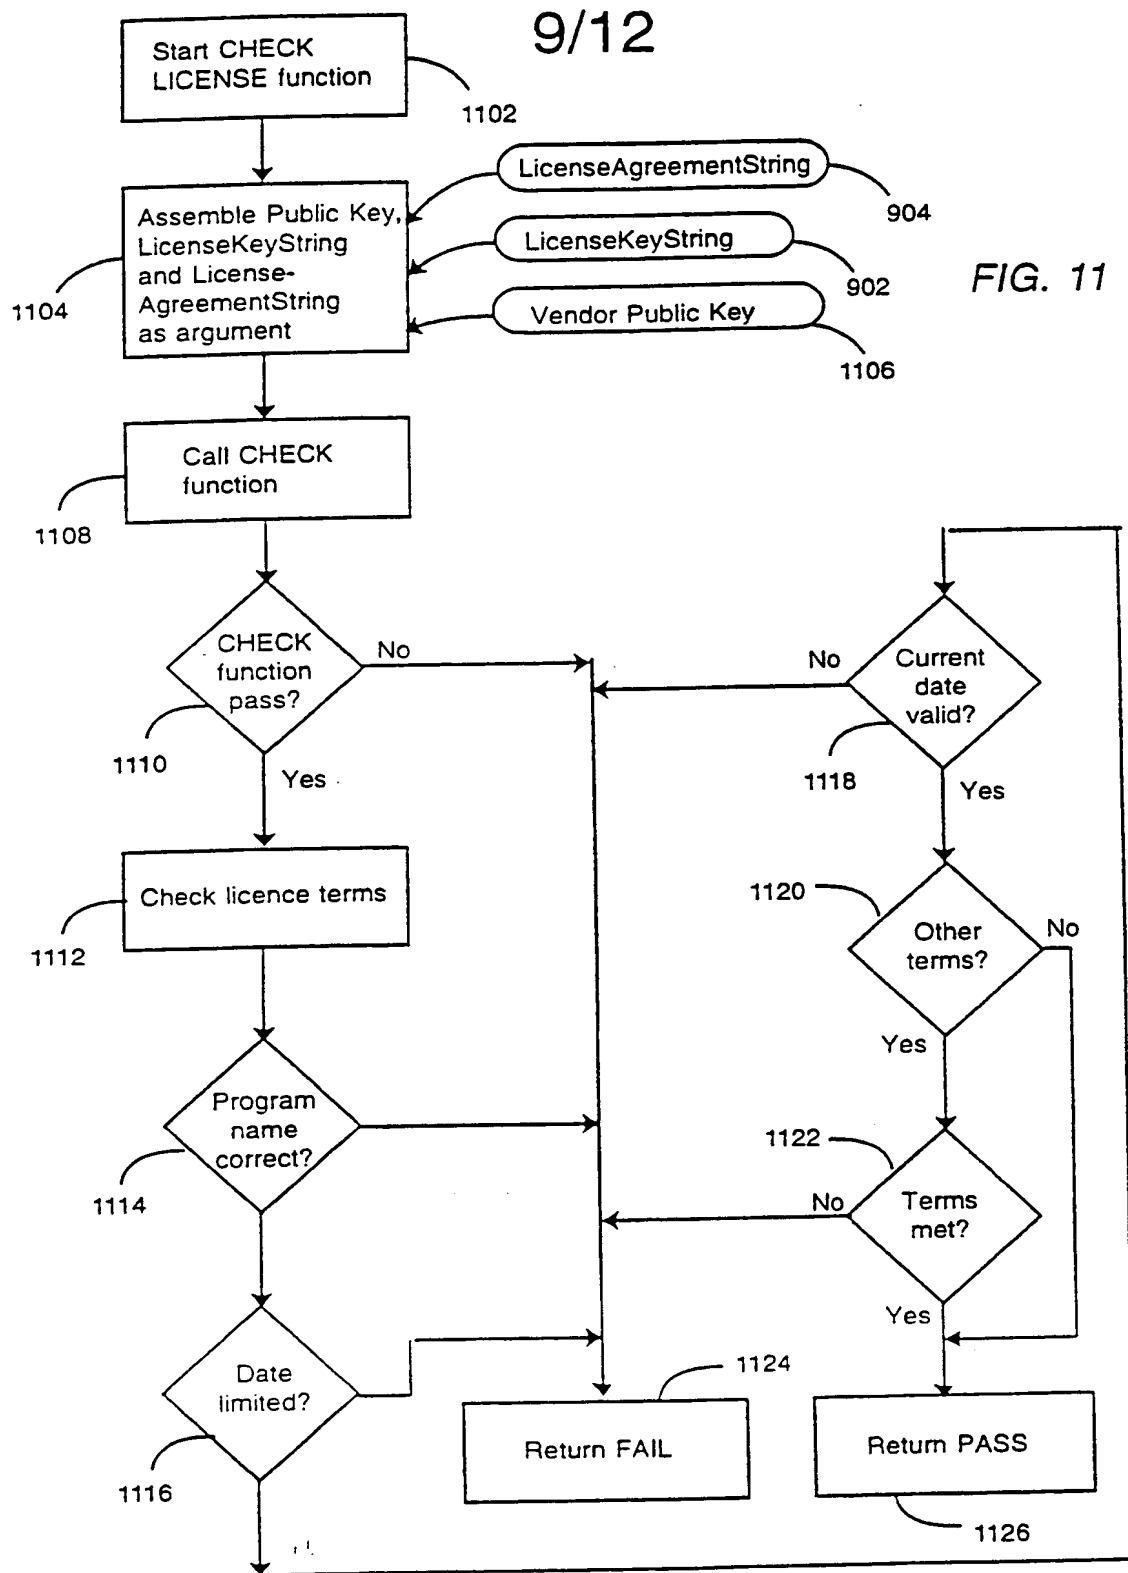 9/12
Start CHECK
LICENSE function
1102
LicenseAgreementString
904
Assemble Public Key,
LicenseKeyString
and License-
AgreementString
as argument
1104
LicenseKeyString
902
FIG. 11
Vendor Public Key
1106
Call CHECK
function
1108
CHECK
function
pass?
No
1110
Yes
Check licence terms
1112
Program
name
correct?
1114
Date
limited?
1116
No
Current
date
valid?
1118
Yes
1120
Other
terms?
No
Yes
1122
No
Terms
met?
Yes
1124
Return FAIL
Return PASS
1126